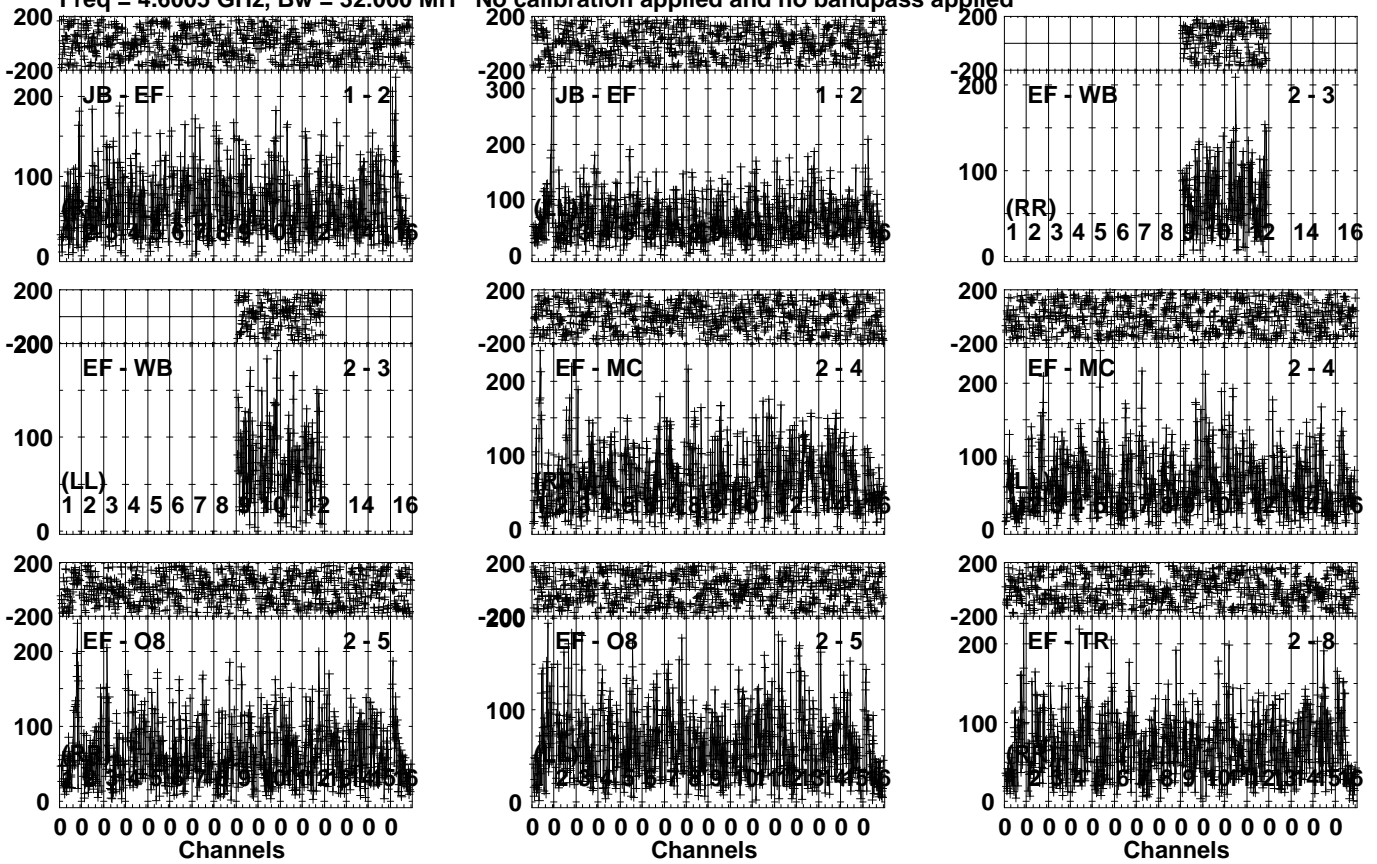 Freq = 4.6005 GHz, Bw = 32.000 MH No calibration applied and no bandpass applied
200 200 200
-200 -200 -200
200 JB - EF 1 - 2 300 JB - EF 1 - 2 200 EF - WB 2 - 3
200
100 100 100
(RR)
1 2 3 4 5 6 7 8 9 10 12 14 16
0 0 0
200 200 200
-200 -200 -200
EF - WB 2 - 3 200 EF - MC 2 - 4 200 EF - MC 2 - 4
100 100 100
(LL) (RR)
1 2 3 4 5 6 7 8 9 10 12 14 16
0 0 0
200 200 200
-200 -200 -200
200 EF - O8 2 - 5 200 EF - O8 2 - 5 200 EF - TR 2 - 8
100 100 100
0 0 0
0 0 0 0 0 0 0 0 0 0 0 0 0 0 0 0 0 0 0 0 0 0 0 0 0 0 0 0 0 0 0 0 0 0 0 0 0 0 0 0 0 0 0 0 0 0 0 0
Channels Channels Channels